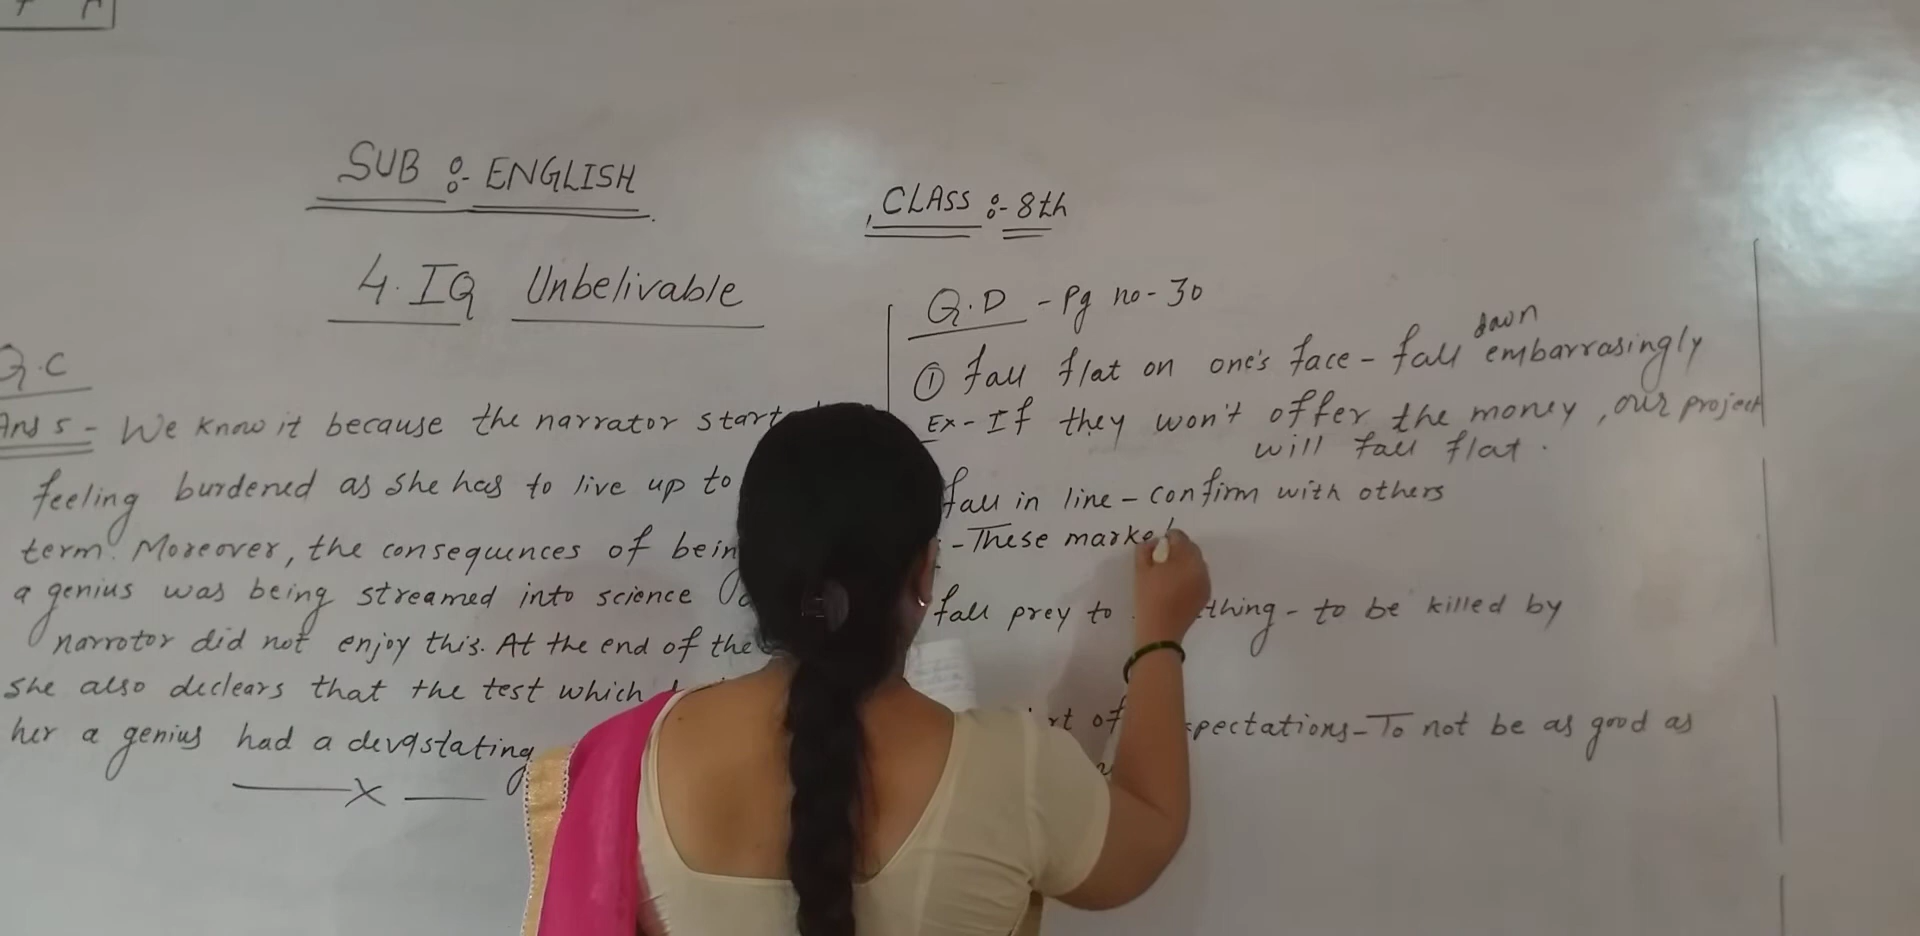 SUB :- ENGLISH
CLASS :- 8th
4. IQ Unbelivable
Q.C
Ans 5 - We know it because the narrator
feeling burdened as she has to live up to
term. Moreover, the consequences of
a genius was being streamed into science
narrotor did not enjoy this. At the end of the
She also declears that the test which
her a genius had a devastating
X
Q.D - Pg no - 30
① fall flat on one's face - fall down embarrasingly
Ex - If they won't offer the money, our project
will fall flat.
fall in line - confirm with others
- These
fall prey to - to be killed by
of - To not be as good as